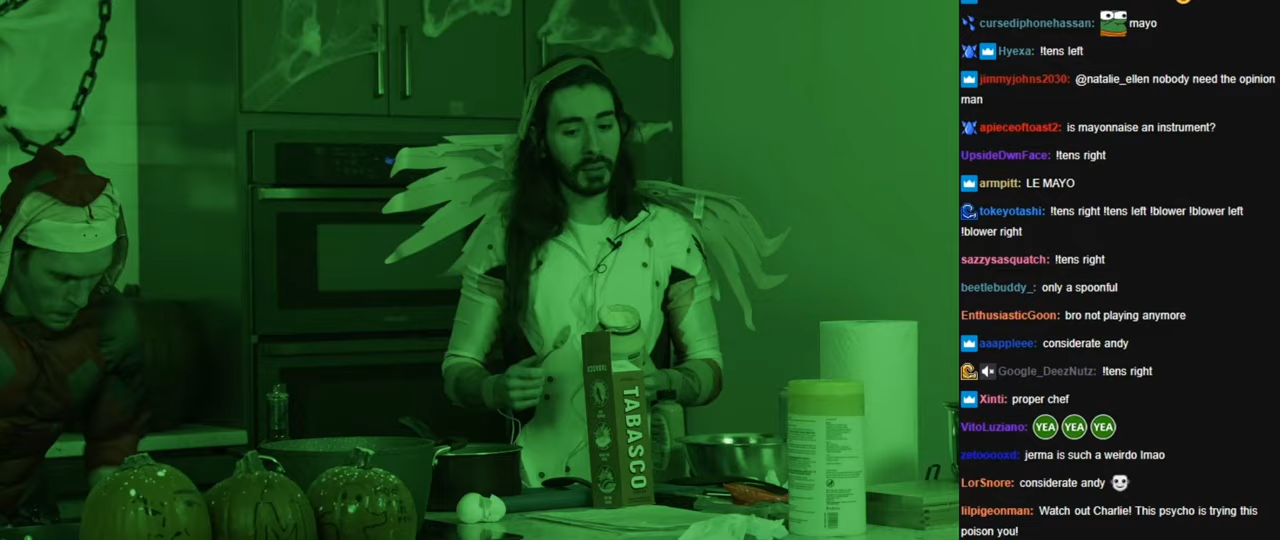 TABASCO
TABASCO
cursediphonehassan: mayo
Hyexa: !tens left
jimmyjohns2030: @natalie_ellen nobody need the opinion
man
apieceoftoast2: is mayonnaise an instrument?
UpsideDwnFace: !tens right
armpitt: LE MAYO
tokeyotashi: !tens right !tens left !blower !blower left
!blower right
sazzysasquatch: !tens right
beetlebuddy_: only a spoonful
EnthusiasticGoon: bro not playing anymore
aaappleee: considerate andy
Google_DeezNutz: !tens right
Xinti: proper chef
VitoLuziano: YEA YEA YEA
zetooooxd: jerma is such a weirdo lmao
LorSnore: considerate andy
lilpigeonman: Watch out Charlie! This psycho is trying this
poison you!